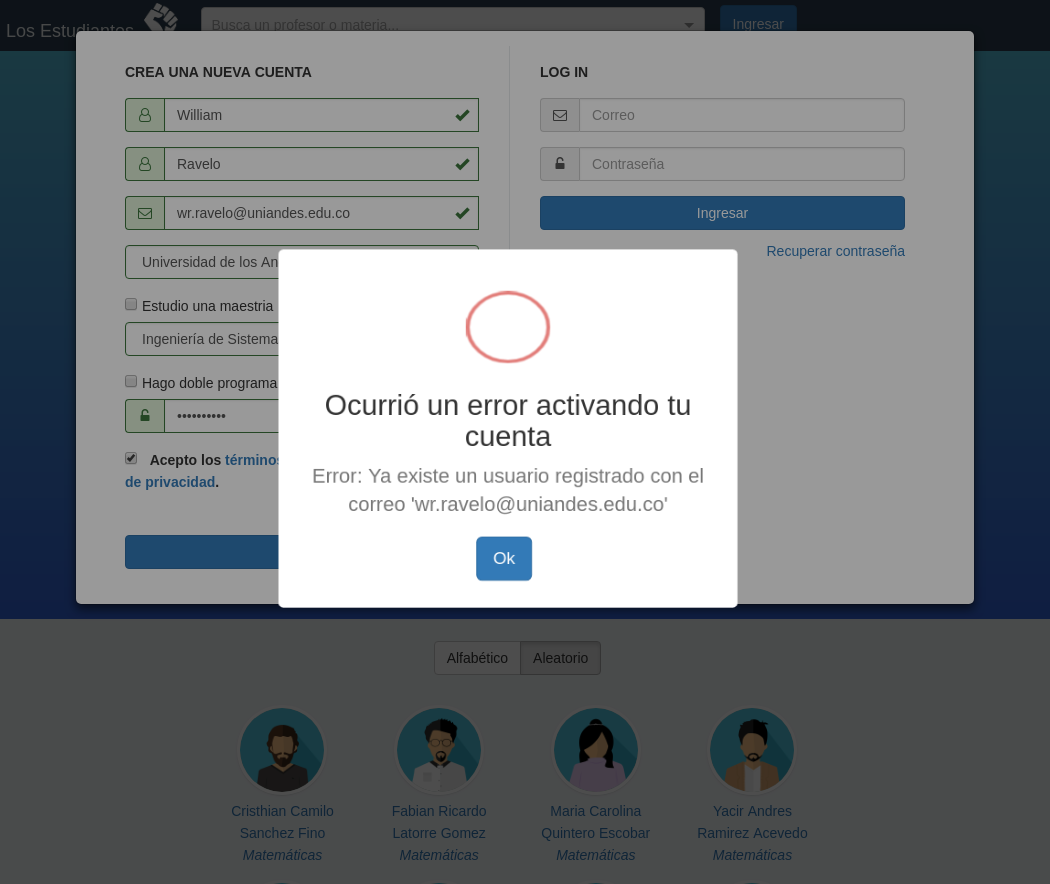 Los Estudiantes
Busca un profesor o materia...
Ingresar
CREA UNA NUEVA CUENTA
William
Ravelo
wr.ravelo@uniandes.edu.co
Universidad de los An
Estudio una maestria
Ingeniería de Sistema
Hago doble programa
••••••••••
Acepto los términos
de privacidad.
LOG IN
Correo
Contraseña
Ingresar
Recuperar contraseña
Ocurrió un error activando tu
cuenta
Error: Ya existe un usuario registrado con el
correo 'wr.ravelo@uniandes.edu.co'
Ok
Alfabético Aleatorio
Cristhian Camilo
Sanchez Fino
Matemáticas
Fabian Ricardo
Latorre Gomez
Matemáticas
Maria Carolina
Quintero Escobar
Matemáticas
Yacir Andres
Ramirez Acevedo
Matemáticas